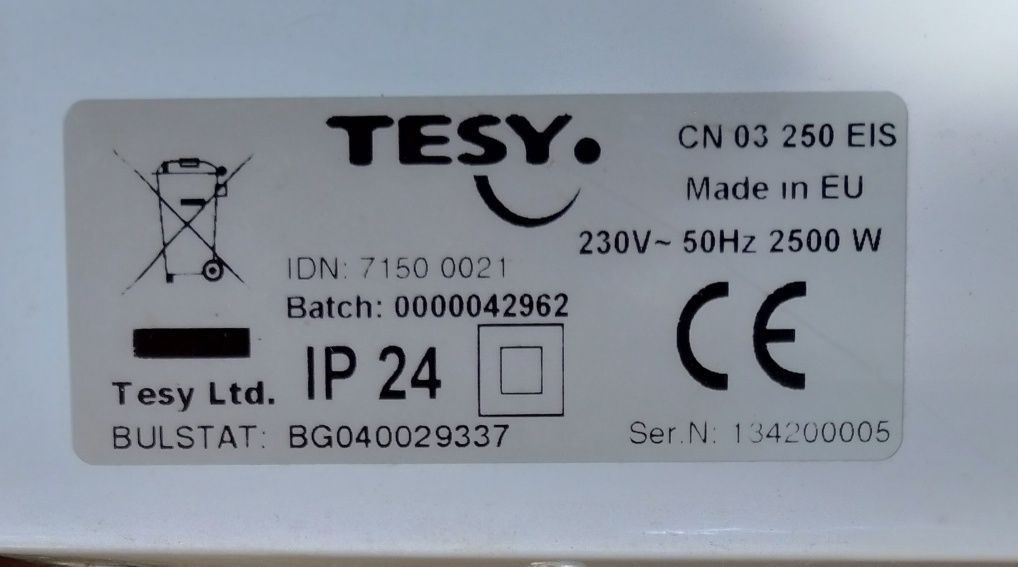 TESY
CN 03 250 EIS
Made in EU
230V~ 50Hz 2500 W
IDN: 7150 0021
Batch: 0000042962
IP 24
CE
Tesy Ltd.
BULSTAT: BG040029337
Ser.N: 134200005